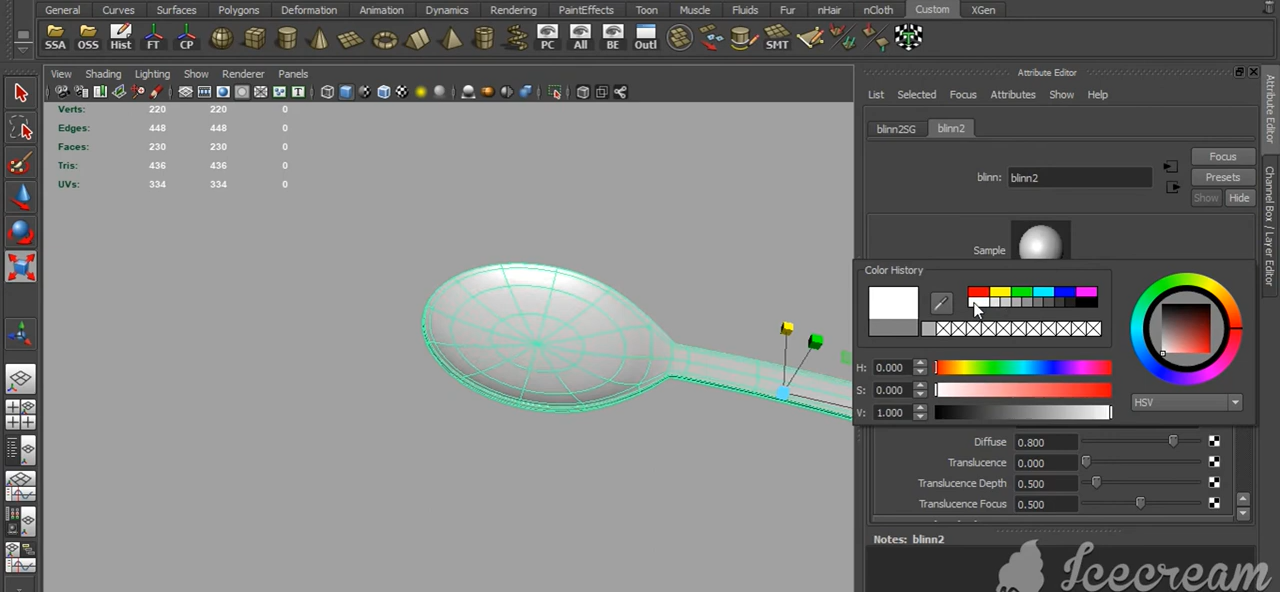 General Curves Surfaces Polygons Deformation Animation Dynamics Rendering PaintEffects Toon Muscle Fluids Fur nHair nCloth Custom XGen
SSA OSS Hist FT CP PC All BE Outl SMT
View Shading Lighting Show Renderer Panels
Verts: 220 220 0
Edges: 448 448 0
Faces: 230 230 0
Tris: 436 436 0
UVs: 334 334 0
Attribute Editor
List Selected Focus Attributes Show Help
blinn2SG blinn2
Focus
blinn: blinn2
Presets
Show Hide
Sample
Color History
H: 0.000
S: 0.000
V: 1.000
HSV
Diffuse 0.800
Translucence 0.000
Translucence Depth 0.500
Translucence Focus 0.500
Notes: blinn2
Attribute Editor
Channel Box / Layer Editor
Icecream